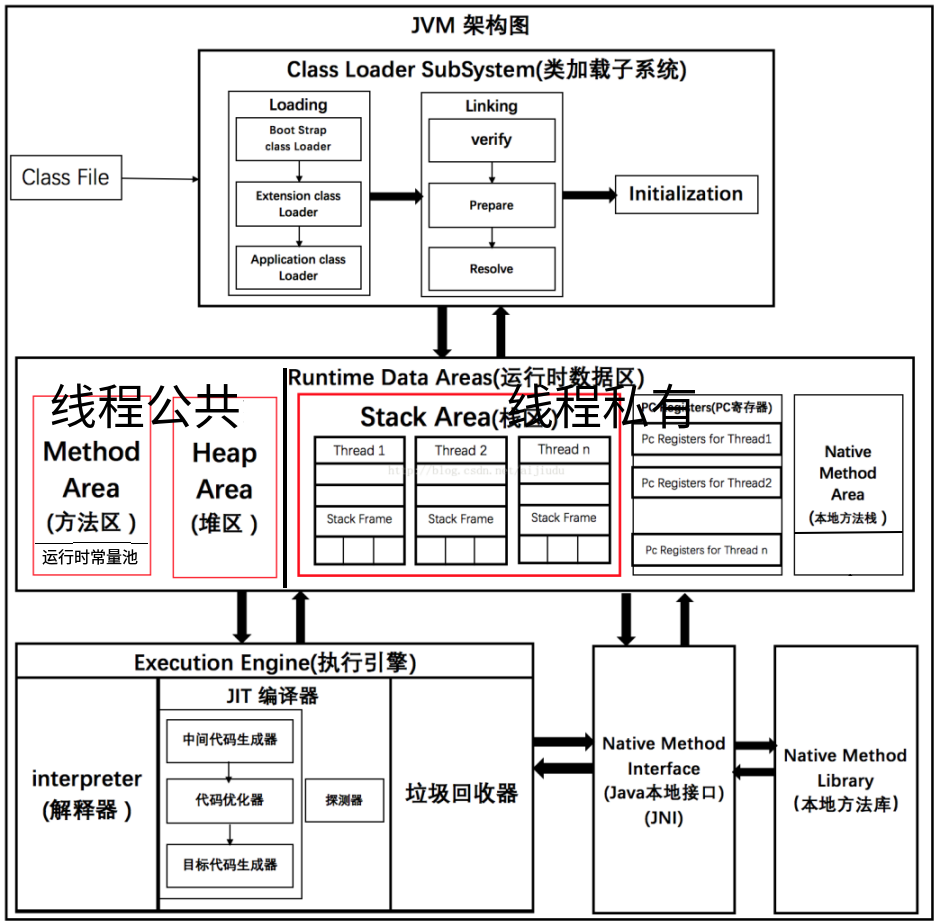 JVM 架构图
Class Loader SubSystem(类加载子系统)
Loading
Boot Strap
class Loader
Extension class
Loader
Application class
Loader
Linking
verify
Prepare
Resolve
Class File
Initialization
Runtime Data Areas(运行时数据区)
线程公共
线程私有
Method
Area
(方法区)
运行时常量池
Heap
Area
(堆区)
Stack Area(栈区)
Thread 1
Thread 2
Thread n
Stack Frame
Stack Frame
Stack Frame
PC Registers(PC寄存器)
Pc Registers for Thread1
Pc Registers for Thread2
Pc Registers for Thread n
Native
Method
Area
(本地方法栈)
Execution Engine(执行引擎)
interpreter
(解释器)
JIT 编译器
中间代码生成器
代码优化器
目标代码生成器
探测器
垃圾回收器
Native Method
Interface
(Java本地接口)
(JNI)
Native Method
Library
(本地方法库)